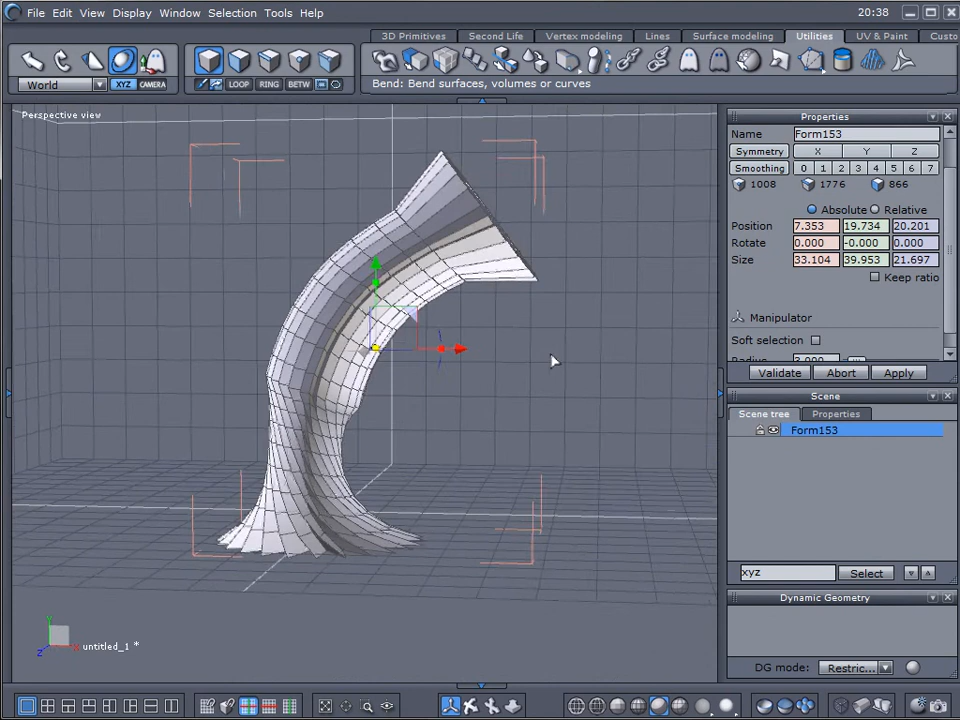 File Edit View Display Window Selection Tools Help 20:38
3D Primitives Second Life Vertex modeling Lines Surface modeling Utilities UV & Paint Custo
World XYZ CAMERA LOOP RING BETW
Bend: Bend surfaces, volumes or curves
Perspective view
Properties
Name Form153
Symmetry X Y Z
Smoothing 0 1 2 3 4 5 6 7
1008 1776 866
Absolute Relative
Position 7.353 19.734 20.201
Rotate 0.000 -0.000 0.000
Size 33.104 39.953 21.697
Keep ratio
Manipulator
Soft selection
Radius 3.000
Validate Abort Apply
Scene
Scene tree Properties
Form153
xyz Select
Dynamic Geometry
DG mode: Restric...
Y
X
Z
untitled_1 *